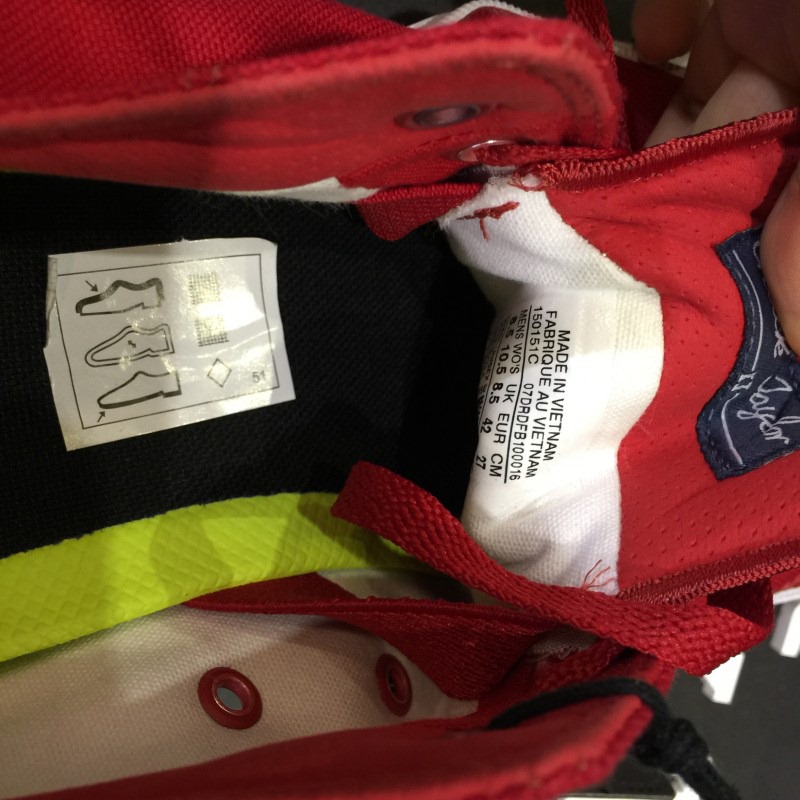 MADE IN VIETNAM
FABRIQUE AU VIETNAM
150151C 07DRDFB100016
MENS WO'S UK EUR CM
8.5 10.5 8.5 42 27
51
Taylor